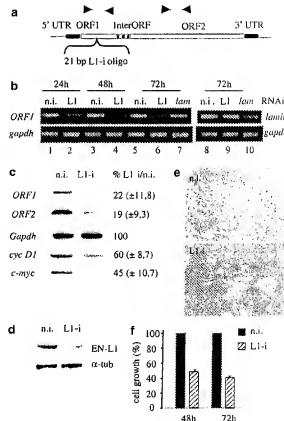 a
5' UTR ORF1 InterORF ORF2 3' UTR
21 bp L1-i oligo
b
24h 48h 72h 72h
n.i. L1 n.i. L1 n.i. L1 lam n.i. L1 lam RNAi
ORF1
gapdh
1 2 3 4 5 6 7 8 9 10
c
n.i. L1-i % L1 i/n.i.
ORF1 22 (±11,8)
ORF2 19 (±9,3)
Gapdh 100
cyc D1 60 (± 8,7)
c-myc 45 (± 10,7)
d
n.i. L1-i
EN-L1
α-tub
e
n.i.
f
cell growth (%)
100
80
60
40
20
0
48h 72h
n.i.
L1-i